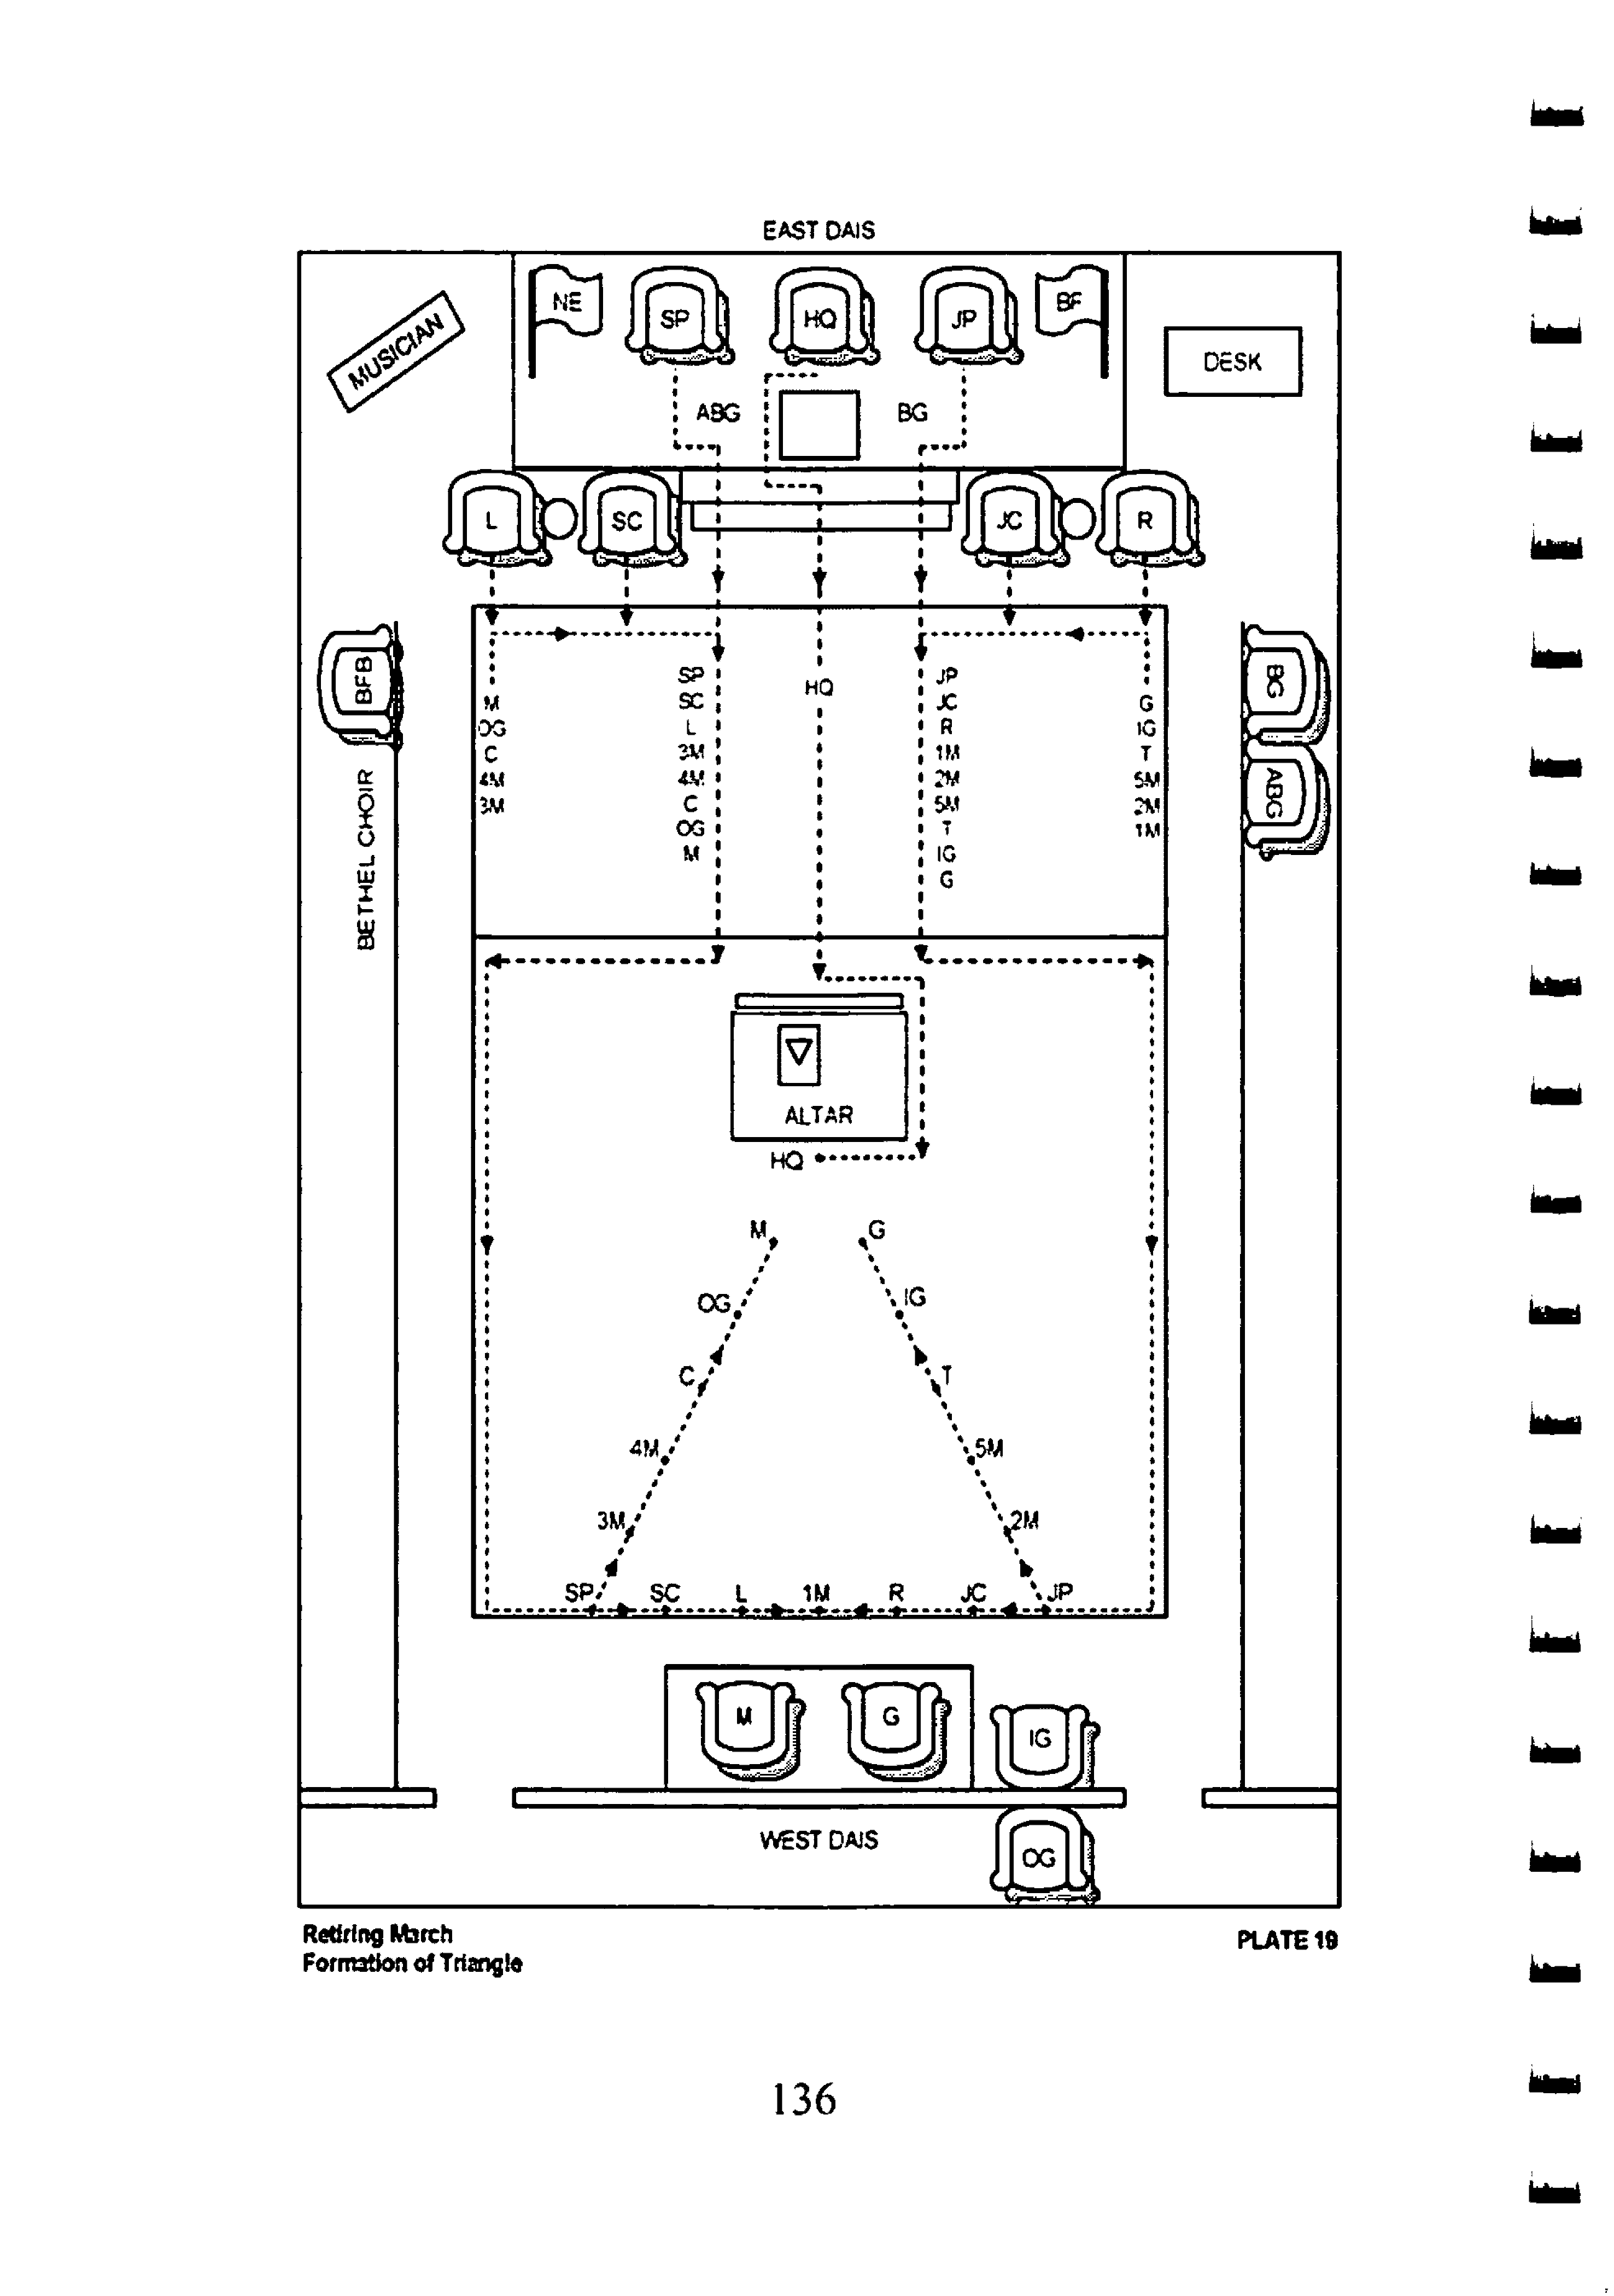 EAST DAIS
NE
SP
HQ
JP
BF
MUSICIAN
DESK
ABG
BG
L
SC
JC
R
BFB
BG
ABG
BETHEL CHOIR
M
OG
C
4M
3M
SP
SC
L
3M
4M
C
OG
M
HQ
JP
JC
R
1M
2M
5M
T
IG
G
G
IG
T
5M
2M
1M
ALTAR
HQ
M
G
OG
IG
C
T
4M
5M
3M
2M
SP SC L 1M R JC JP
M
G
IG
WEST DAIS
OG
Retiring March
Formation of Triangle
PLATE 19
136